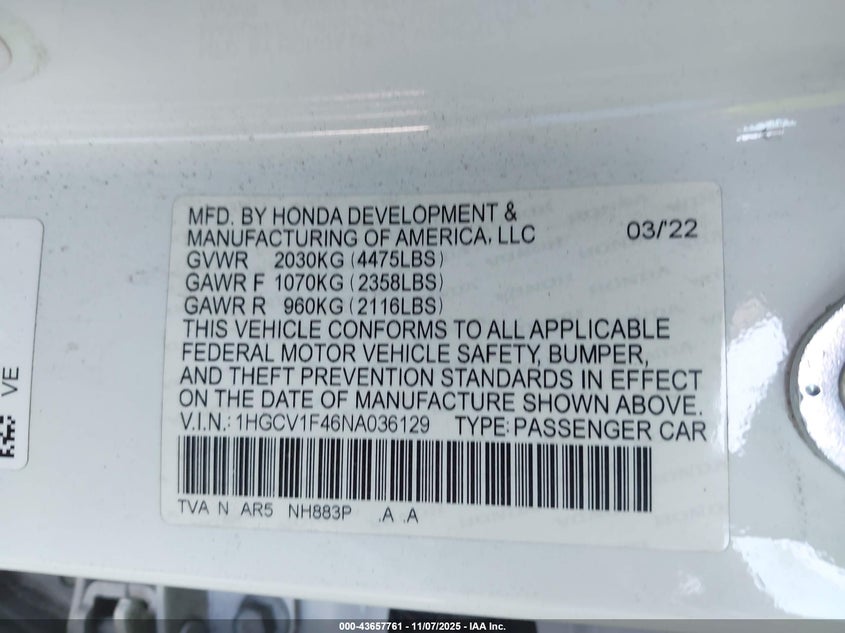 MFD. BY HONDA DEVELOPMENT &
MANUFACTURING OF AMERICA, LLC 03/'22
GVWR 2030KG (4475LBS)
GAWR F 1070KG (2358LBS)
GAWR R 960KG (2116LBS)
THIS VEHICLE CONFORMS TO ALL APPLICABLE
FEDERAL MOTOR VEHICLE SAFETY, BUMPER,
AND THEFT PREVENTION STANDARDS IN EFFECT
ON THE DATE OF MANUFACTURE SHOWN ABOVE.
V.I.N.: 1HGCV1F46NA036129 TYPE: PASSENGER CAR
TVA N AR5 NH883P .A .A
VE
000-43657761 - 11/07/2025 - IAA Inc.